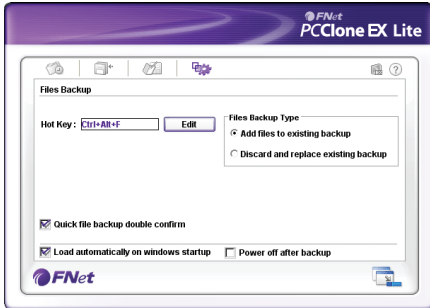 FNet
PCClone EX Lite
Files Backup
Hot Key : Ctrl+Alt+F Edit
Files Backup Type
Add files to existing backup
Discard and replace existing backup
Quick file backup double confirm
Load automatically on windows startup Power off after backup
FNet